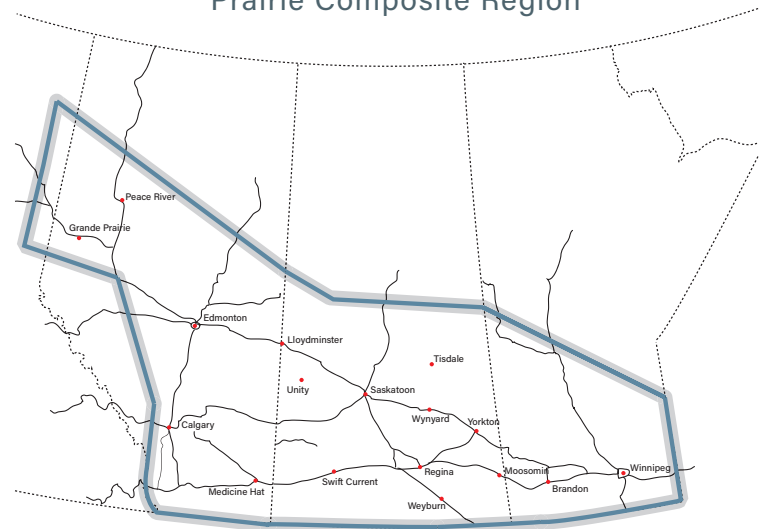 Prairie Composite Region
Peace River
Grande Prairie
Edmonton
Lloydminster
Tisdale
Unity
Saskatoon
Wynyard
Yorkton
Calgary
Regina
Moosomin
Winnipeg
Swift Current
Medicine Hat
Brandon
Weyburn